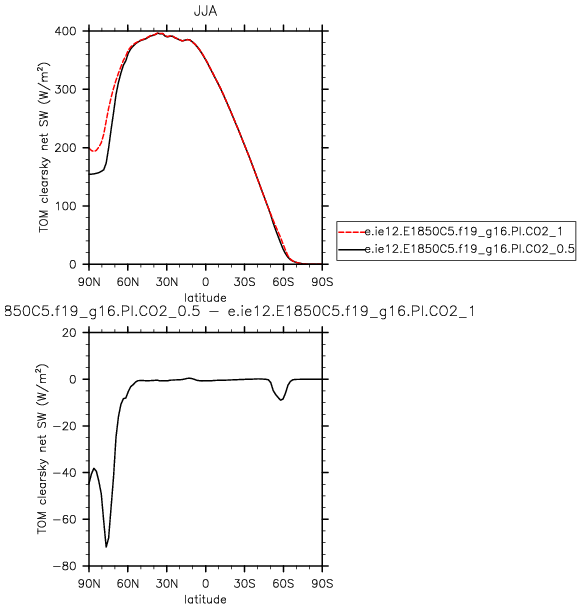 JJA
TOM clearsky net SW (W/m²)
400
300
200
100
0
90N 60N 30N 0 30S 60S 90S
latitude
e.ie12.E1850C5.f19_g16.PI.CO2_1
e.ie12.E1850C5.f19_g16.PI.CO2_0.5
850C5.f19_g16.PI.CO2_0.5 − e.ie12.E1850C5.f19_g16.PI.CO2_1
TOM clearsky net SW (W/m²)
20
0
−20
−40
−60
−80
90N 60N 30N 0 30S 60S 90S
latitude